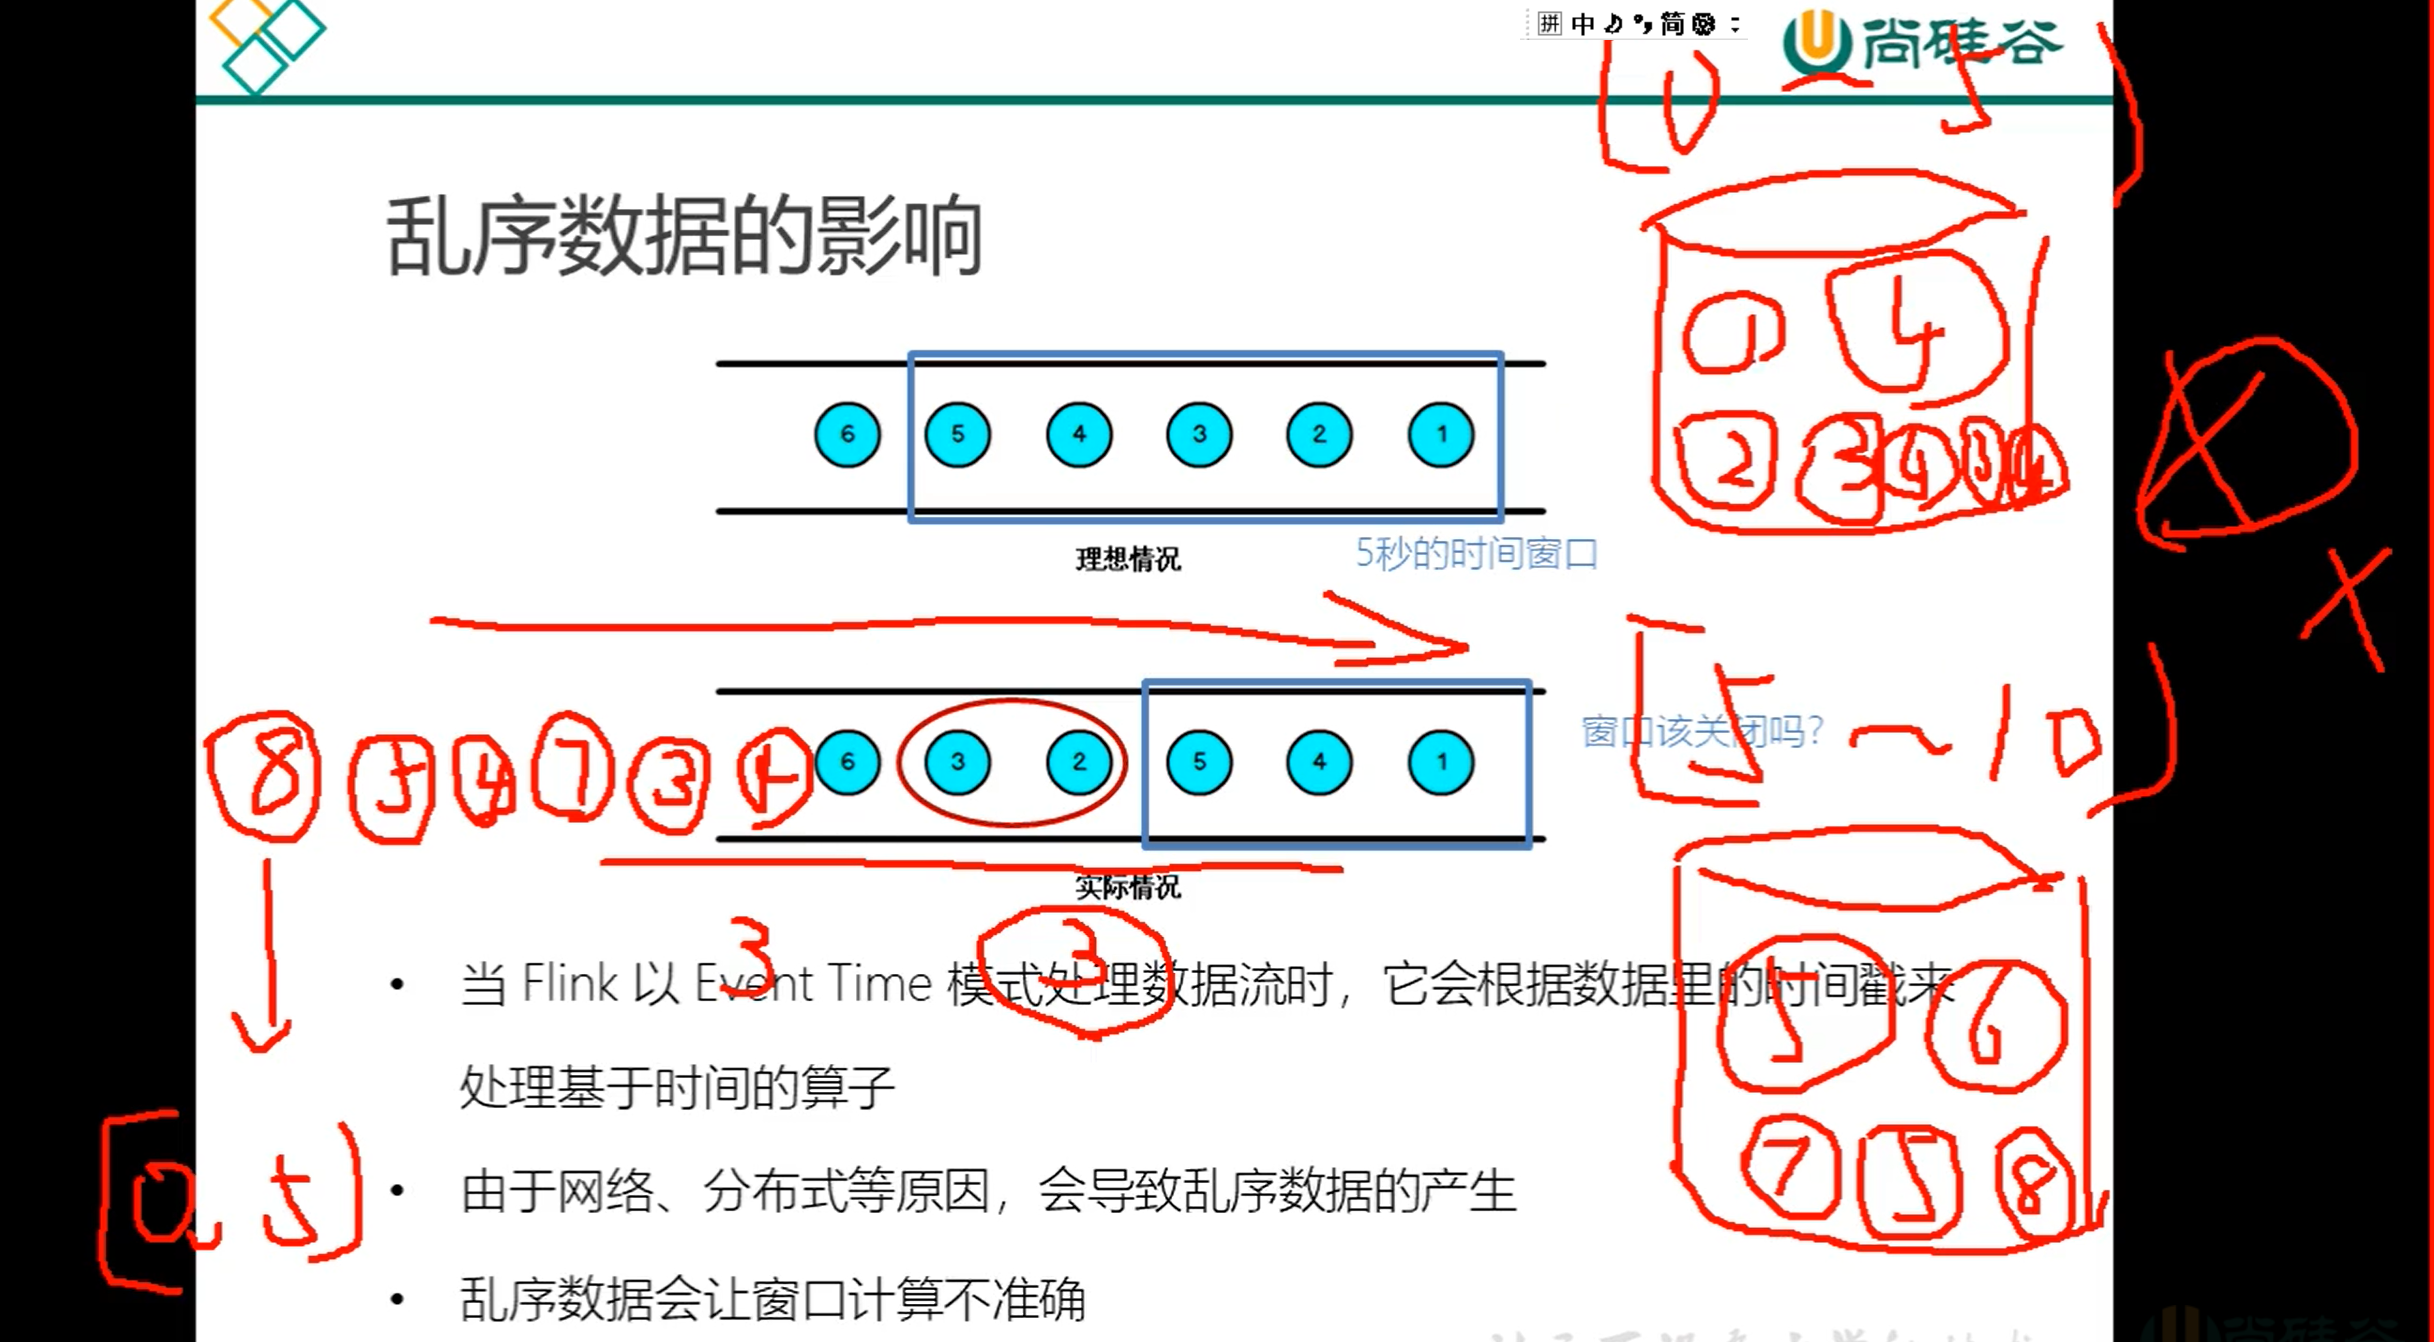 拼 中 简
尚硅谷
[0 ~ 5)
乱序数据的影响
1 4
2 3 4 3 4
6 5 4 3 2 1
理想情况
5秒的时间窗口
[5 ~ 10)
窗口该关闭吗?
8 5 4 7 3 4 6 3 2 5 4 1
实际情况
3 3
5 6
• 当 Flink 以 Event Time 模式处理数据流时，它会根据数据里的时间戳来
处理基于时间的算子
7 5 8
[0, 5)
• 由于网络、分布式等原因，会导致乱序数据的产生
• 乱序数据会让窗口计算不准确